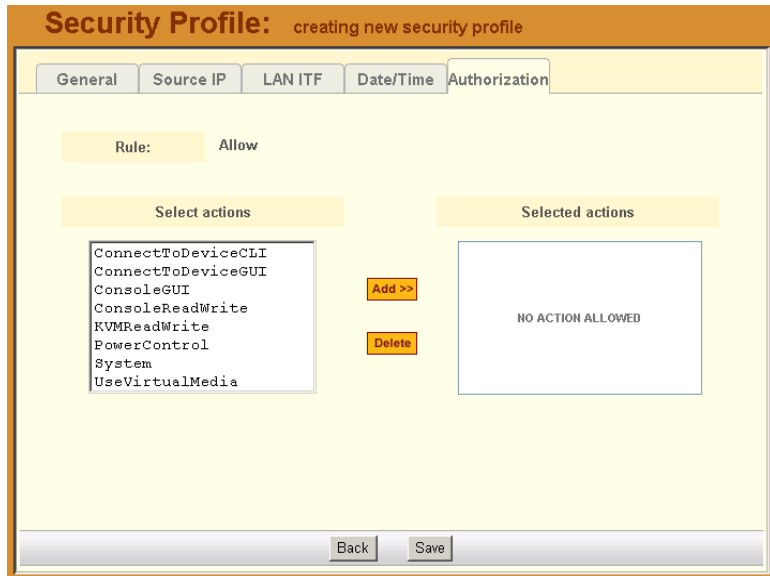 Security Profile: creating new security profile
General Source IP LAN ITF Date/Time Authorization
Rule: Allow
Select actions Selected actions
ConnectToDeviceCLI
ConnectToDeviceGUI
ConsoleGUI
ConsoleReadWrite
KVMReadWrite
PowerControl
System
UseVirtualMedia
Add >>
Delete
NO ACTION ALLOWED
Back Save